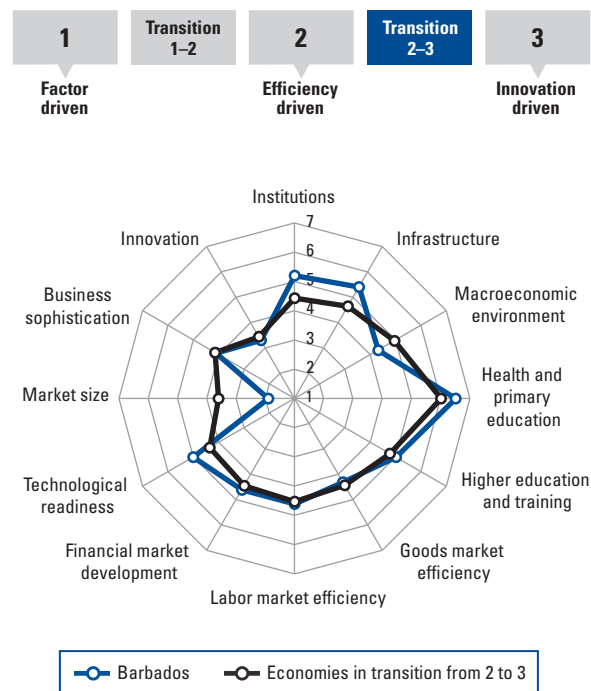 1
Transition
1–2
2
Transition
2–3
3
Factor
driven
Efficiency
driven
Innovation
driven
Institutions
Innovation
7
Infrastructure
6
Business
sophistication
5
Macroeconomic
environment
4
3
2
Market size
1
Health and
primary
education
Technological
readiness
Higher education
and training
Financial market
development
Goods market
efficiency
Labor market efficiency
Barbados
Economies in transition from 2 to 3